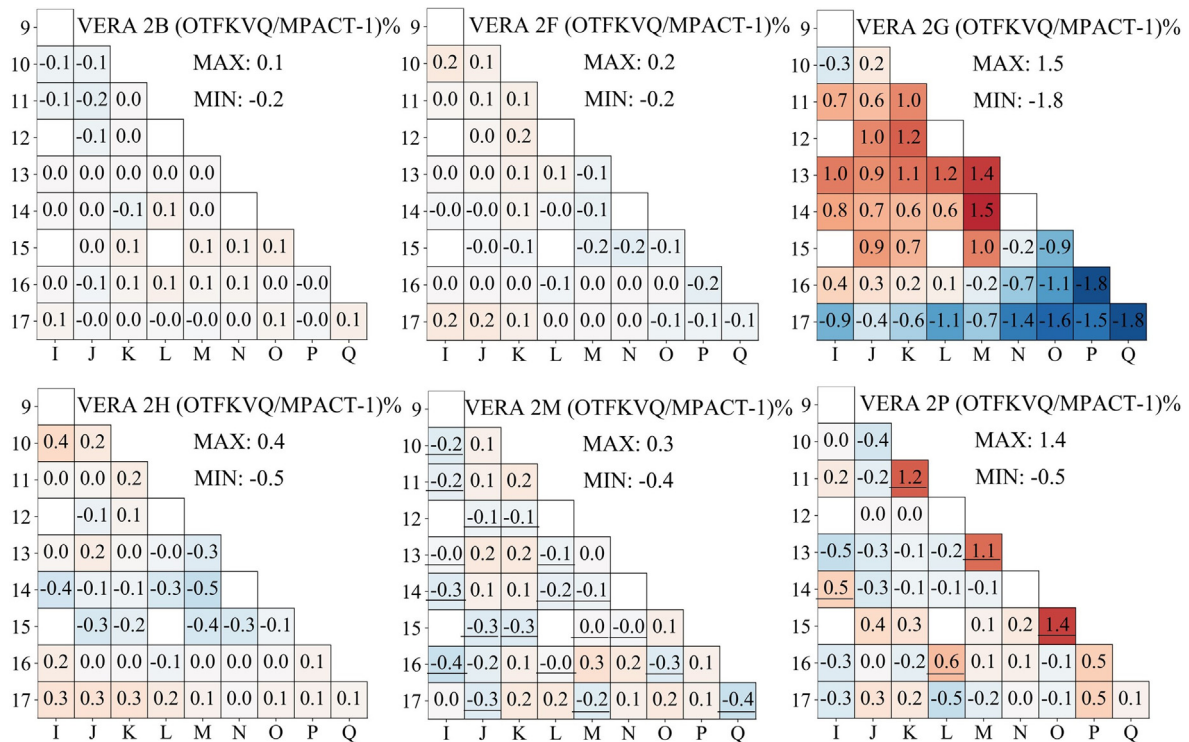 9 VERA 2B (OTFKVQ/MPACT-1)%
10 -0.1 -0.1 MAX: 0.1
11 -0.1 -0.2 0.0 MIN: -0.2
12 -0.1 0.0
13 0.0 0.0 0.0 0.0 0.0
14 0.0 0.0 -0.1 0.1 0.0
15 0.0 0.1 0.1 0.1 0.1
16 0.0 -0.1 0.1 0.1 0.1 0.1 0.0 -0.0
17 0.1 -0.0 0.0 -0.0 -0.0 0.0 0.1 -0.0 0.1
I J K L M N O P Q
9 VERA 2F (OTFKVQ/MPACT-1)%
10 0.2 0.1 MAX: 0.2
11 0.0 0.1 0.1 MIN: -0.2
12 0.0 0.2
13 0.0 0.0 0.1 0.1 -0.1
14 -0.0 -0.0 0.1 -0.0 -0.1
15 -0.0 -0.1 -0.2 -0.2 -0.1
16 0.0 0.0 0.0 -0.1 0.0 0.0 0.0 -0.2
17 0.2 0.2 0.1 0.0 0.0 0.0 -0.1 -0.1 -0.1
I J K L M N O P Q
9 VERA 2G (OTFKVQ/MPACT-1)%
10 -0.3 0.2 MAX: 1.5
11 0.7 0.6 1.0 MIN: -1.8
12 1.0 1.2
13 1.0 0.9 1.1 1.2 1.4
14 0.8 0.7 0.6 0.6 1.5
15 0.9 0.7 1.0 -0.2 -0.9
16 0.4 0.3 0.2 0.1 -0.2 -0.7 -1.1 -1.8
17 -0.9 -0.4 -0.6 -1.1 -0.7 -1.4 -1.6 -1.5 -1.8
I J K L M N O P Q
9 VERA 2H (OTFKVQ/MPACT-1)%
10 0.4 0.2 MAX: 0.4
11 0.0 0.0 0.2 MIN: -0.5
12 -0.1 0.1
13 0.0 0.2 0.0 -0.0 -0.3
14 -0.4 -0.1 -0.1 -0.3 -0.5
15 -0.3 -0.2 -0.4 -0.3 -0.1
16 0.2 0.0 0.0 -0.1 0.0 0.0 0.0 0.1
17 0.3 0.3 0.3 0.2 0.1 0.0 0.1 0.1 0.1
I J K L M N O P Q
9 VERA 2M (OTFKVQ/MPACT-1)%
10 -0.2 0.1 MAX: 0.3
11 -0.2 0.1 0.2 MIN: -0.4
12 -0.1 -0.1
13 -0.0 0.2 0.2 -0.1 0.0
14 -0.3 0.1 0.1 -0.2 -0.1
15 -0.3 -0.3 0.0 -0.0 0.1
16 -0.4 -0.2 0.1 -0.0 0.3 0.2 -0.3 0.1
17 0.0 -0.3 0.2 0.2 -0.2 0.1 0.2 0.1 -0.4
I J K L M N O P Q
9 VERA 2P (OTFKVQ/MPACT-1)%
10 0.0 -0.4 MAX: 1.4
11 0.2 -0.2 1.2 MIN: -0.5
12 0.0 0.0
13 -0.5 -0.3 -0.1 -0.2 1.1
14 0.5 -0.3 -0.1 -0.1 -0.1
15 0.4 0.3 0.1 0.2 1.4
16 -0.3 0.0 -0.2 0.6 0.1 0.1 -0.1 0.5
17 -0.3 0.3 0.2 -0.5 -0.2 0.0 -0.1 0.5 0.1
I J K L M N O P Q